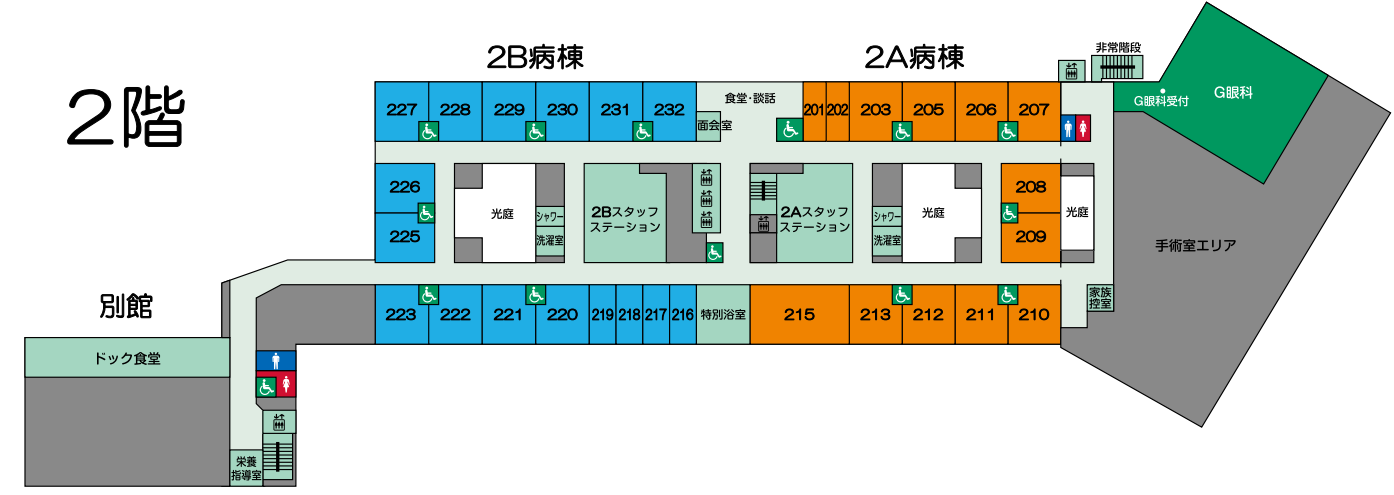 2階
2B病棟
2A病棟
非常階段
227
228
229
230
231
232
食堂・談話
面会室
201
202
203
205
206
207
G眼科受付
G眼科
226
225
光庭
シャワー
洗濯室
2Bスタッフ
ステーション
2Aスタッフ
ステーション
シャワー
洗濯室
光庭
208
209
光庭
手術室エリア
別館
223
222
221
220
219
218
217
216
特別浴室
215
213
212
211
210
家族
控室
ドック食堂
栄養
指導室